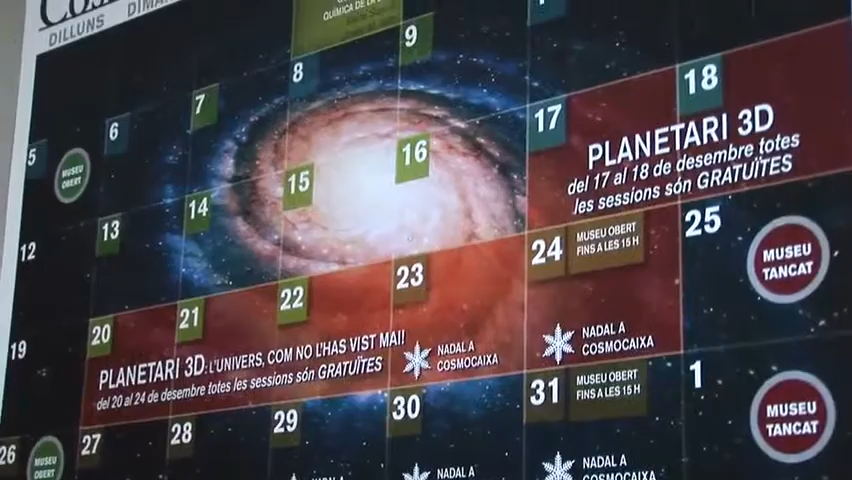 DILLUNS
QUÍMICA DE LA
5
6
7
8
9
MUSEU
OBERT
12
13
14
15
16
17
18
PLANETARI 3D
del 17 al 18 de desembre totes
les sessions són GRATUÏTES
19
20
21
22
23
24
MUSEU OBERT
FINS A LES 15 H
25
MUSEU
TANCAT
PLANETARI 3D: L'UNIVERS, COM NO L'HAS VIST MAI!
del 20 al 24 de desembre totes les sessions són GRATUÏTES
NADAL A
COSMOCAIXA
NADAL A
COSMOCAIXA
26
MUSEU
OBERT
27
28
29
30
31
MUSEU OBERT
FINS A LES 15 H
1
MUSEU
TANCAT
NADAL A
NADAL A
COSMOCAIXA